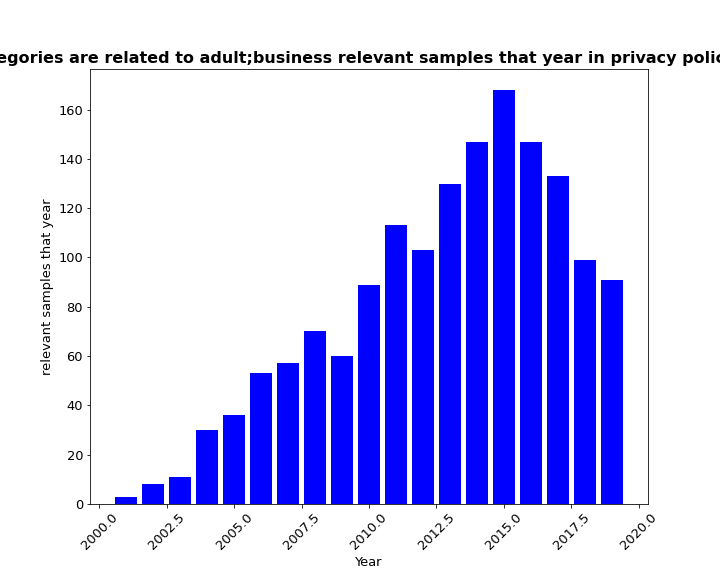 egories are related to adult;business relevant samples that year in privacy polic
160
140
120
100
80
60
40
20
0
relevant samples that year
2000.0 2002.5 2005.0 2007.5 2010.0 2012.5 2015.0 2017.5 2020.0
Year